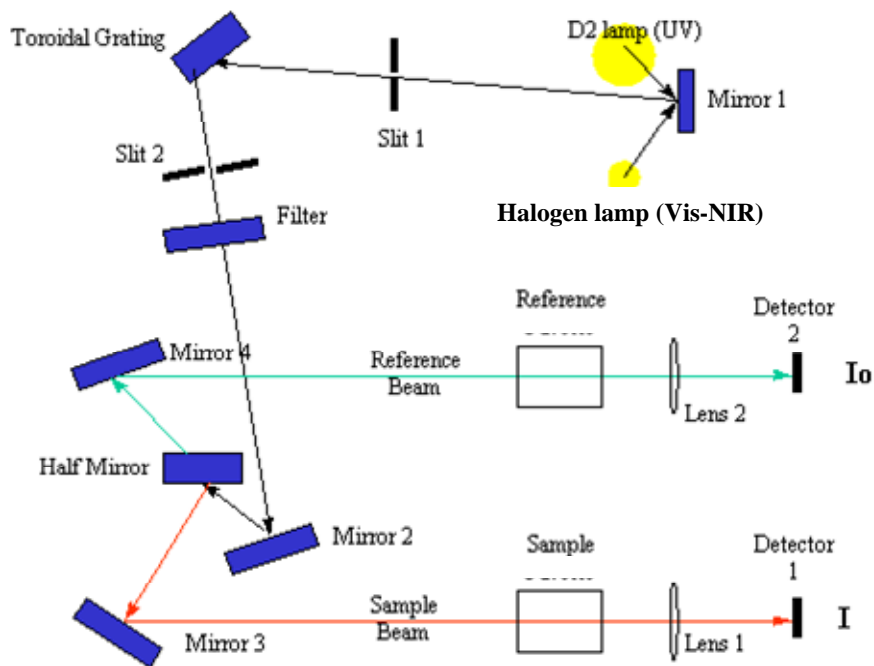 Toroidal Grating
D2 lamp (UV)
Mirror 1
Slit 1
Slit 2
Halogen lamp (Vis-NIR)
Filter
Reference
Detector
2
Mirror 4
Reference
Beam
Io
Lens 2
Half Mirror
Mirror 2
Sample
Detector
1
Sample
Beam
I
Mirror 3
Lens 1